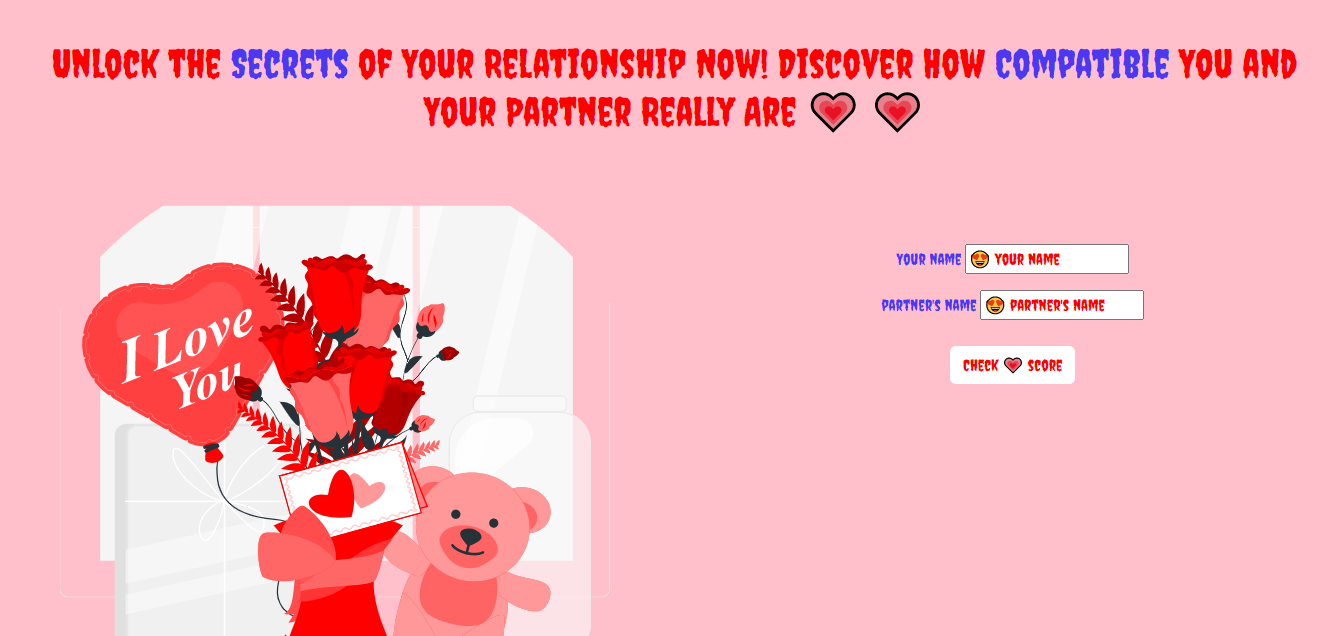 UNLOCK THE SECRETS OF YOUR RELATIONSHIP NOW! DISCOVER HOW COMPATIBLE YOU AND
YOUR PARTNER REALLY ARE 💗 💗
I Love
You
YOUR NAME 😍 YOUR NAME
PARTNER'S NAME 😍 PARTNER'S NAME
CHECK 💗 SCORE